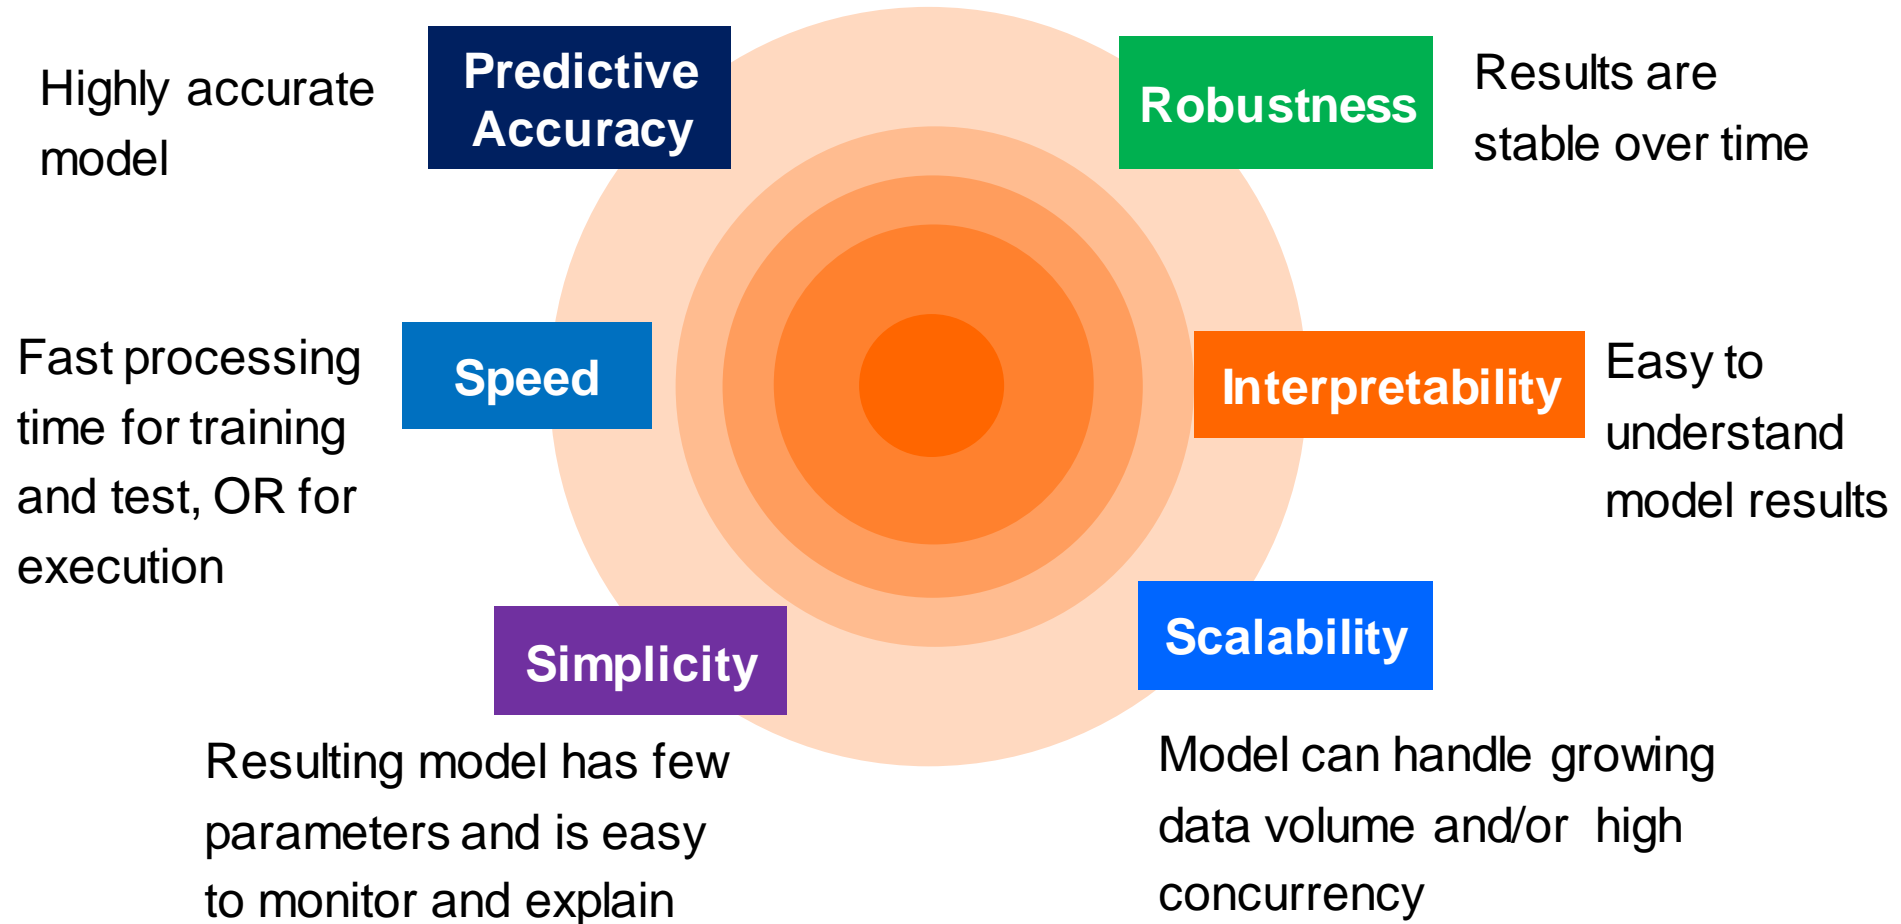 Highly accurate
model
Predictive
Accuracy
Robustness
Results are
stable over time
Fast processing
time for training
and test, OR for
execution
Speed
Interpretability
Easy to
understand
model results
Simplicity
Resulting model has few
parameters and is easy
to monitor and explain
Scalability
Model can handle growing
data volume and/or high
concurrency